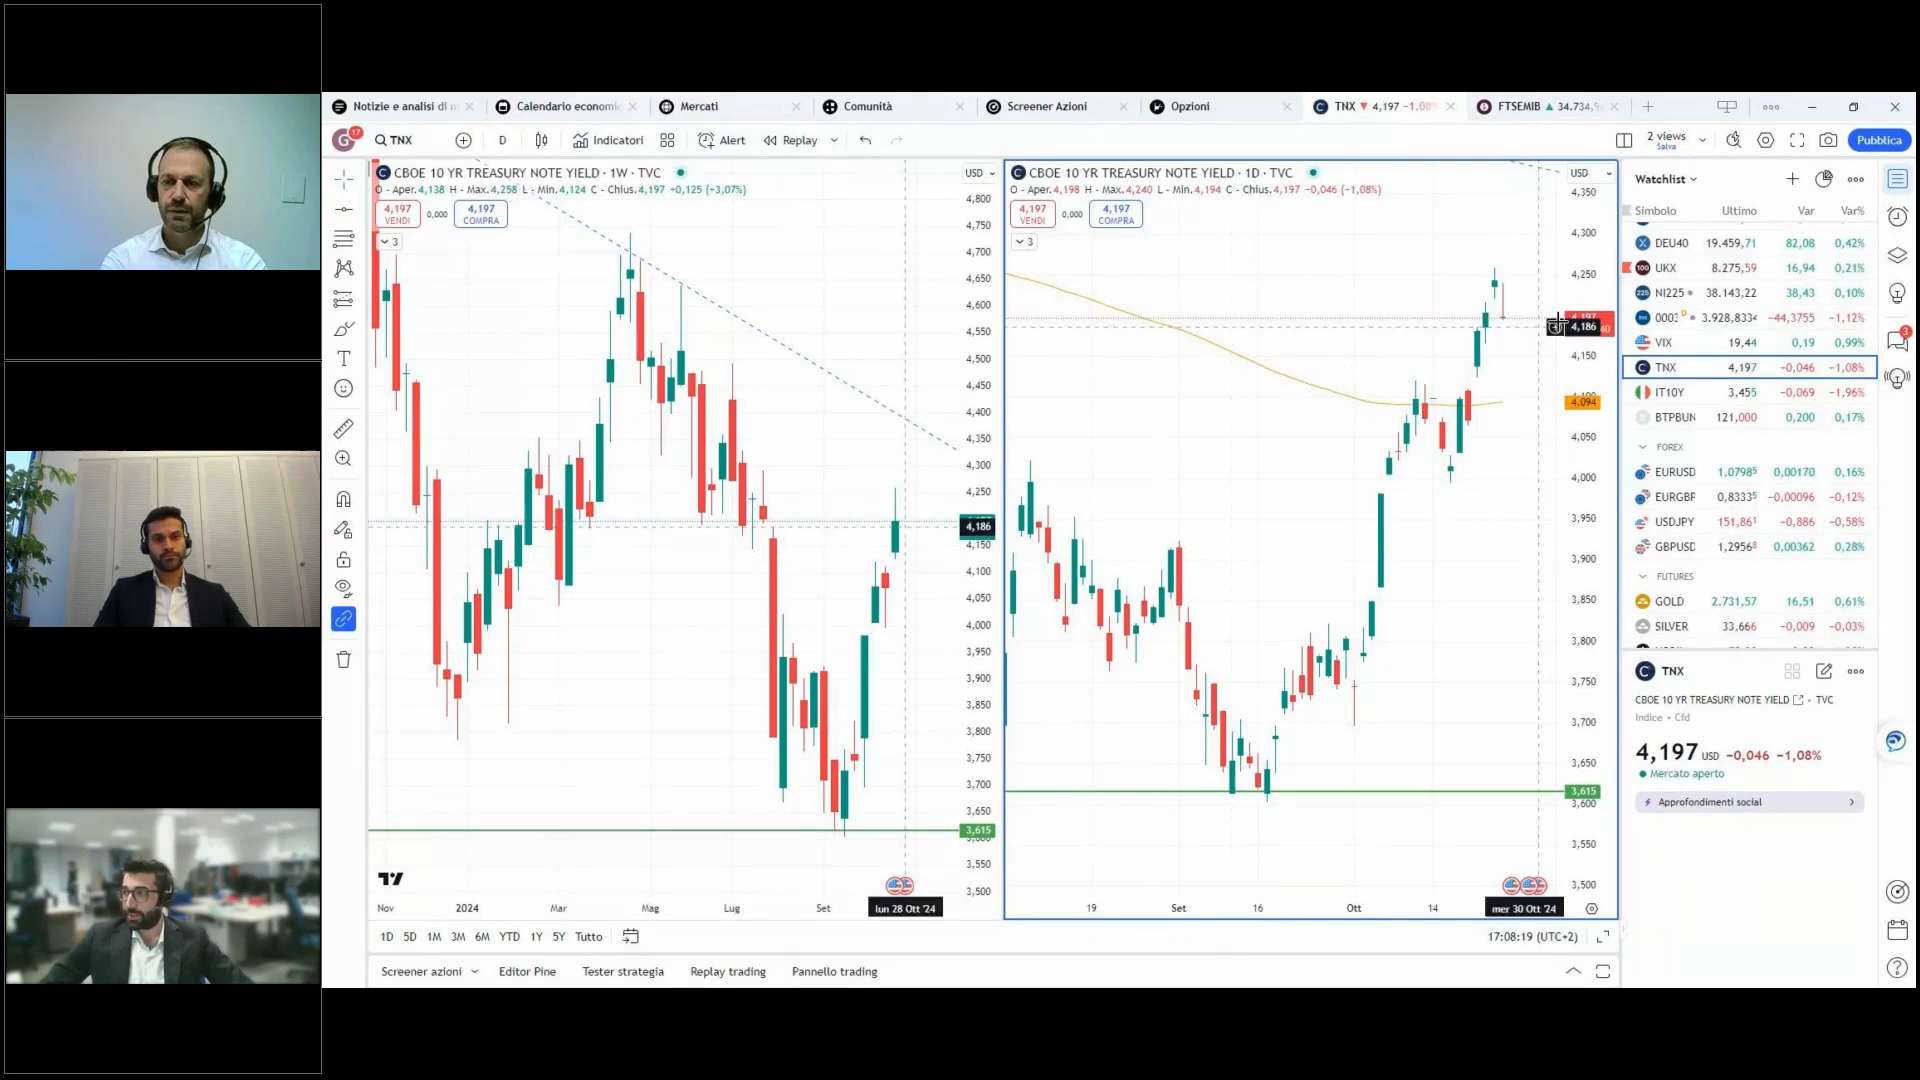 Notizie e analisi di m
Calendario economic
Mercati
Comunità
Screener Azioni
Opzioni
TNX ▼ 4,197 −1.08%
FTSEMIB ▲ 34.734,
G 17
TNX
D
Indicatori
Alert
Replay
2 views
Salva
Pubblica
CBOE 10 YR TREASURY NOTE YIELD · 1W · TVC
O - Aper.4,138 H - Max.4,258 L - Min.4,124 C - Chius.4,197 +0,125 (+3,07%)
4,197
VENDI
0,000
4,197
COMPRA
3
USD
4,800
4,750
4,700
4,650
4,600
4,550
4,500
4,450
4,400
4,350
4,300
4,250
4,186
4,150
4,100
4,050
4,000
3,950
3,900
3,850
3,800
3,750
3,700
3,650
3,615
3,550
3,500
Nov
2024
Mar
Mag
Lug
Set
lun 28 Ott '24
CBOE 10 YR TREASURY NOTE YIELD · 1D · TVC
O - Aper.4,198 H - Max.4,240 L - Min.4,194 C - Chius.4,197 −0,046 (−1,08%)
4,197
VENDI
0,000
4,197
COMPRA
3
USD
4,350
4,300
4,250
4,197
4,186
4,150
4,094
4,050
4,000
3,950
3,900
3,850
3,800
3,750
3,700
3,650
3,615
3,600
3,550
3,500
19
Set
16
Ott
14
mer 30 Ott '24
1D 5D 1M 3M 6M YTD 1Y 5Y Tutto
17:08:19 (UTC+2)
Screener azioni
Editor Pine
Tester strategia
Replay trading
Pannello trading
Watchlist
Simbolo Ultimo Var Var%
DEU40 19.459,71 82,08 0,42%
UKX 8.275,59 16,94 0,21%
NI225 38.143,22 38,43 0,10%
000: D 3.928,8334 −44,3755 −1,12%
VIX 19,44 0,19 0,99%
TNX 4,197 −0,046 −1,08%
IT10Y 3,455 −0,069 −1,96%
BTPBUN 121,000 0,200 0,17%
FOREX
EURUSD 1,07985 0,00170 0,16%
EURGBF 0,83335 −0,00096 −0,12%
USDJPY 151,861 −0,886 −0,58%
GBPUSD 1,29568 0,00362 0,28%
FUTURES
GOLD 2.731,57 16,51 0,61%
SILVER 33,666 −0,009 −0,03%
TNX
CBOE 10 YR TREASURY NOTE YIELD · TVC
Indice • Cfd
4,197 USD −0,046 −1,08%
Mercato aperto
Approfondimenti social
3